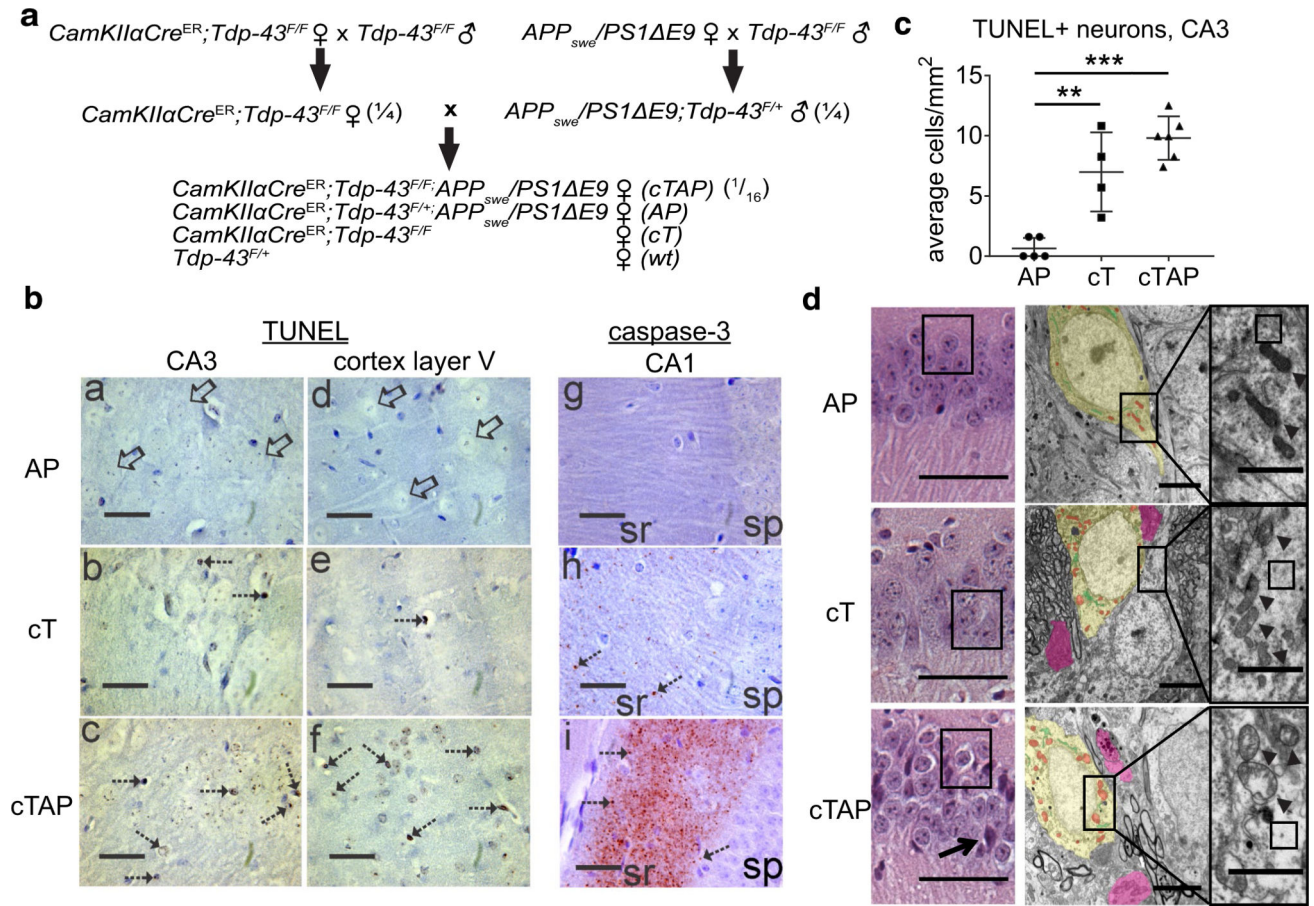 a
CamKIIαCreER;Tdp-43F/F ♀ x Tdp-43F/F ♂
APPswe/PS1ΔE9 ♀ x Tdp-43F/F ♂
CamKIIαCreER;Tdp-43F/F ♀ (¼)
x
APPswe/PS1ΔE9;Tdp-43F/+ ♂ (¼)
CamKIIαCreER;Tdp-43F/F;APPswe/PS1ΔE9 ♀ (cTAP) (1/16)
CamKIIαCreER;Tdp-43F/+;APPswe/PS1ΔE9 ♀ (AP)
CamKIIαCreER;Tdp-43F/F ♀ (cT)
Tdp-43F/+ ♀ (wt)
b
TUNEL
caspase-3
CA3
cortex layer V
CA1
AP
a
d
g
sr
sp
cT
b
e
h
sr
sp
cTAP
c
f
i
sr
sp
c
TUNEL+ neurons, CA3
average cells/mm2
15
10
5
0
***
**
AP
cT
cTAP
d
AP
cT
cTAP